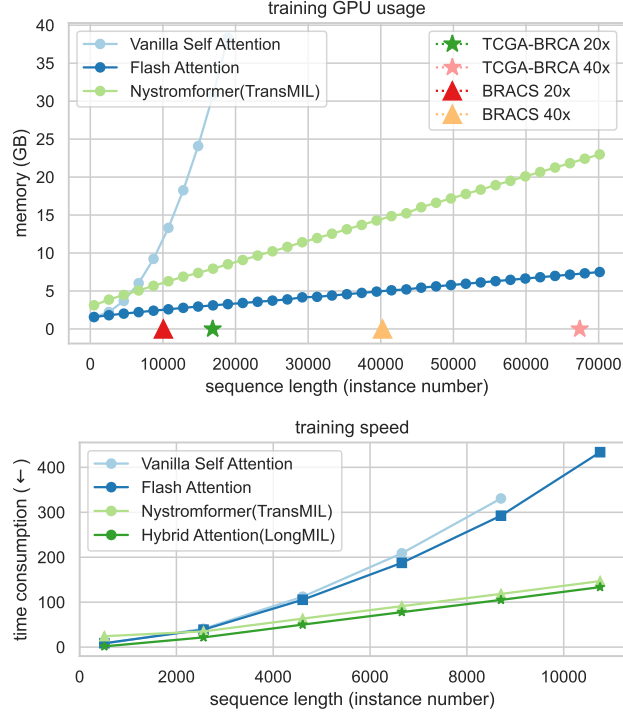 training GPU usage
40
35
30
25
20
15
10
5
0
memory (GB)
Vanilla Self Attention
Flash Attention
Nystromformer(TransMIL)
TCGA-BRCA 20x
TCGA-BRCA 40x
BRACS 20x
BRACS 40x
0 10000 20000 30000 40000 50000 60000 70000
sequence length (instance number)
training speed
400
300
200
100
0
time consumption (←)
Vanilla Self Attention
Flash Attention
Nystromformer(TransMIL)
Hybrid Attention(LongMIL)
0 2000 4000 6000 8000 10000
sequence length (instance number)